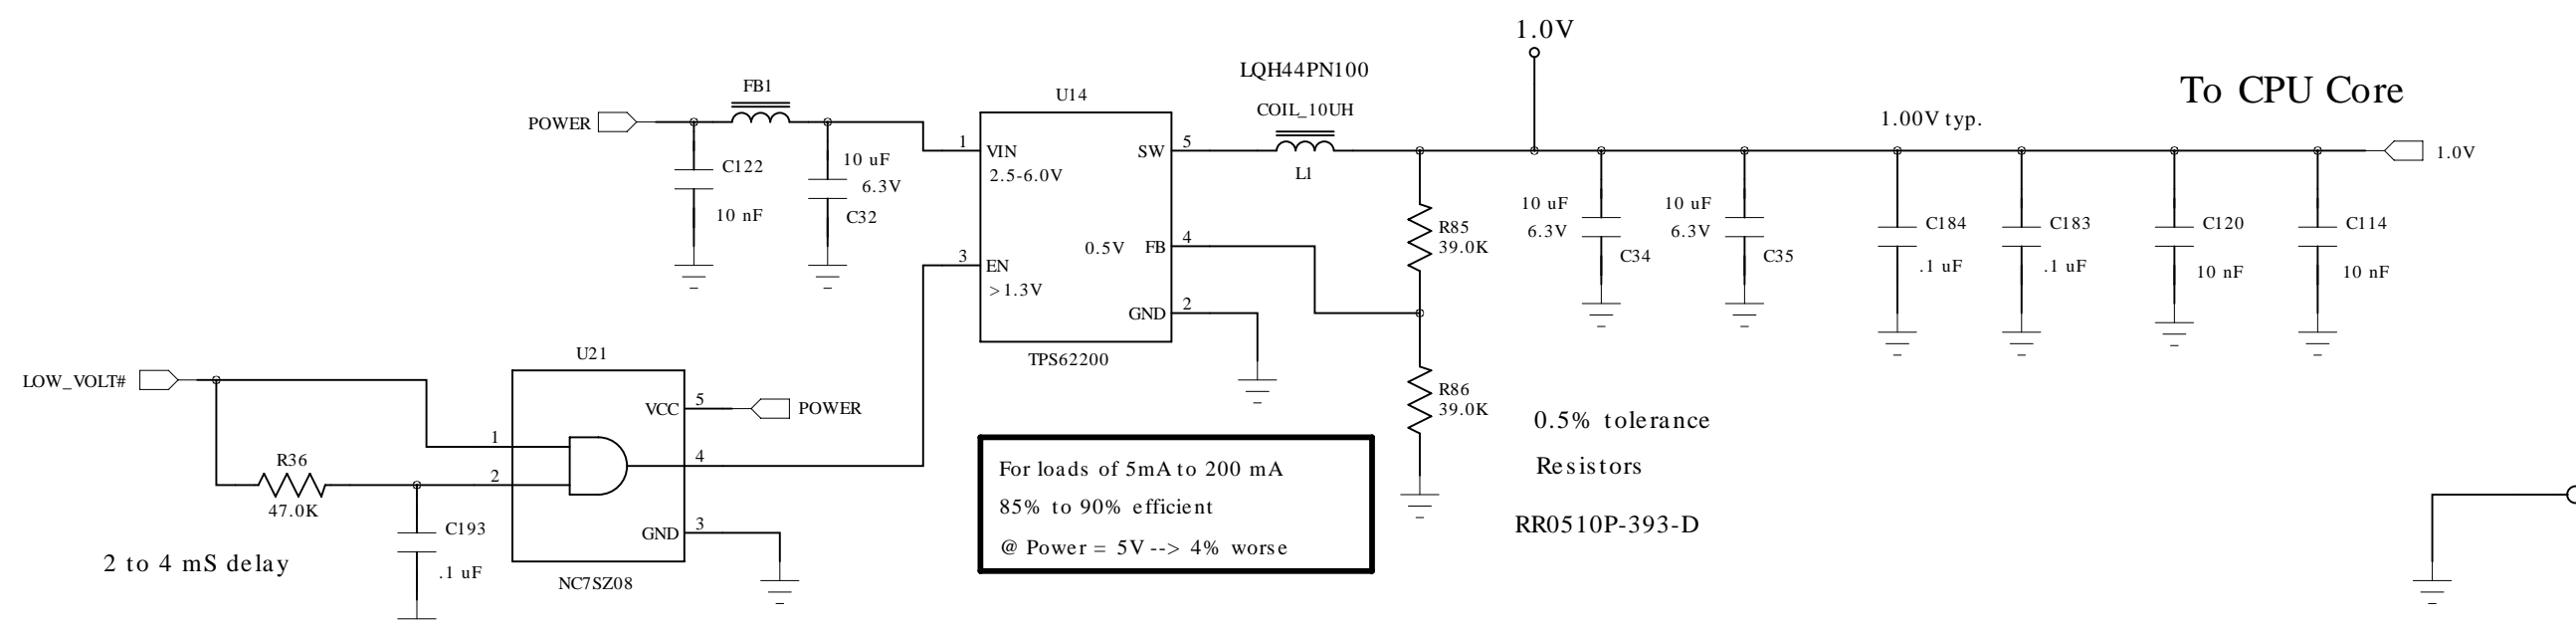 1.0V
LQH44PN100
To CPU Core
FB1
U14
COIL_10UH
1.00V typ.
POWER
1
VIN
SW
5
1.0V
L1
2.5-6.0V
C122
10 uF
6.3V
10 nF
C32
10 uF
6.3V
C34
10 uF
6.3V
C35
C184
.1 uF
C183
.1 uF
C120
10 nF
C114
10 nF
R85
39.0K
0.5V
FB
4
3
EN
>1.3V
GND
2
TPS62200
U21
LOW_VOLT#
VCC
5
POWER
R86
39.0K
0.5% tolerance
Resistors
RR0510P-393-D
1
4
2
R36
47.0K
For loads of 5mA to 200 mA
85% to 90% efficient
@ Power = 5V --> 4% worse
C193
.1 uF
GND
3
2 to 4 mS delay
NC7SZ08